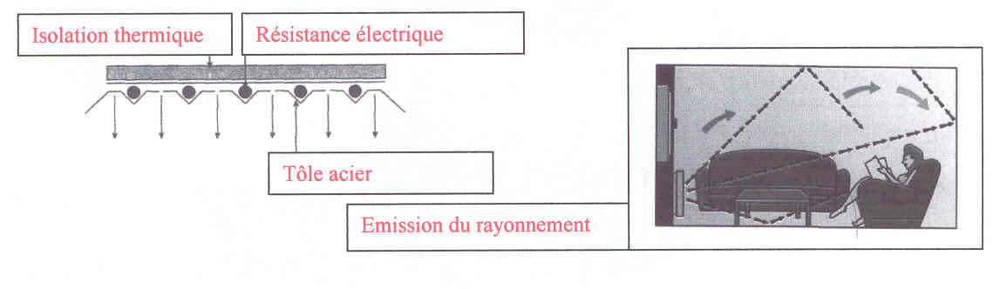 Isolation thermique
Résistance électrique
Tôle acier
Emission du rayonnement